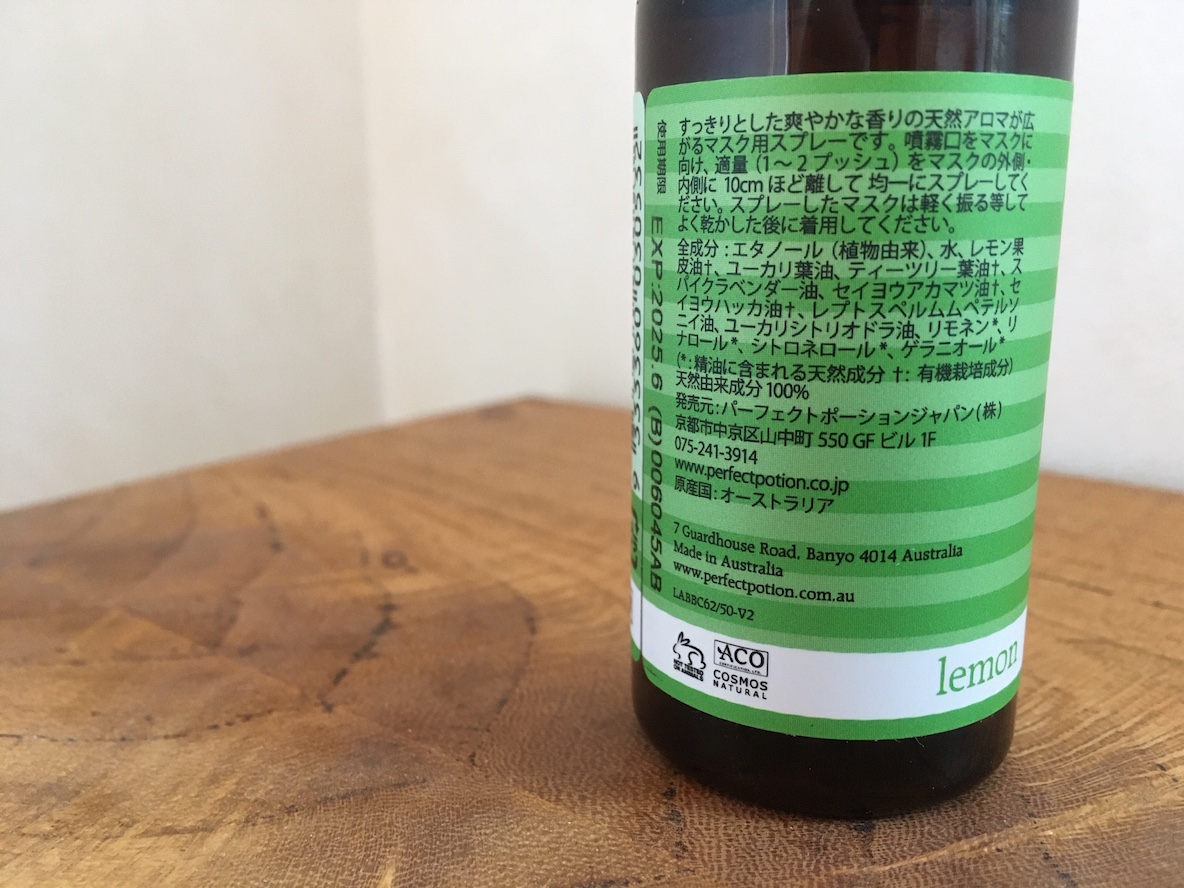 すっきりとした爽やかな香りの天然アロマが広
がるマスク用スプレーです。噴霧口をマスクに
向け、適量（1～2プッシュ）をマスクの外側・
内側に 10cm ほど離して 均一にスプレーしてく
ださい。スプレーしたマスクは軽く振る等して
よく乾かした後に着用してください。
全成分：エタノール（植物由来）、水、レモン果
皮油†、ユーカリ葉油、ティーツリー葉油†、ス
パイクラベンダー油、セイヨウアカマツ油†、セ
イヨウハッカ油†、レプトスペルムムペテルソ
ニイ油、ユーカリシトリオドラ油、リモネン*、リ
ナロール*、シトロネロール*、ゲラニオール*
(*：精油に含まれる天然成分 †：有機栽培成分)
天然由来成分 100%
発売元：パーフェクトポーションジャパン(株)
京都市中京区山中町 550 GF ビル 1F
075-241-3914
www.perfectpotion.co.jp
原産国：オーストラリア
7 Guardhouse Road, Banyo 4014 Australia
Made in Australia
www.perfectpotion.com.au
LABBC62/50-V2
使用期限 EXP.2025.6 (B)006045AB
NOT TESTED
ON ANIMALS
ACO
CERTIFICATION LTD.
COSMOS
NATURAL
lemon